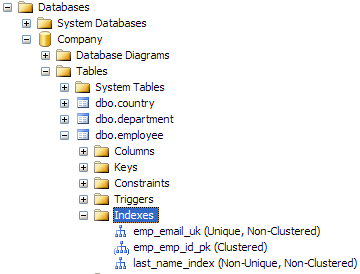 Databases
System Databases
Company
Database Diagrams
Tables
System Tables
dbo.country
dbo.department
dbo.employee
Columns
Keys
Constraints
Triggers
Indexes
emp_email_uk (Unique, Non-Clustered)
emp_emp_id_pk (Clustered)
last_name_index (Non-Unique, Non-Clustered)